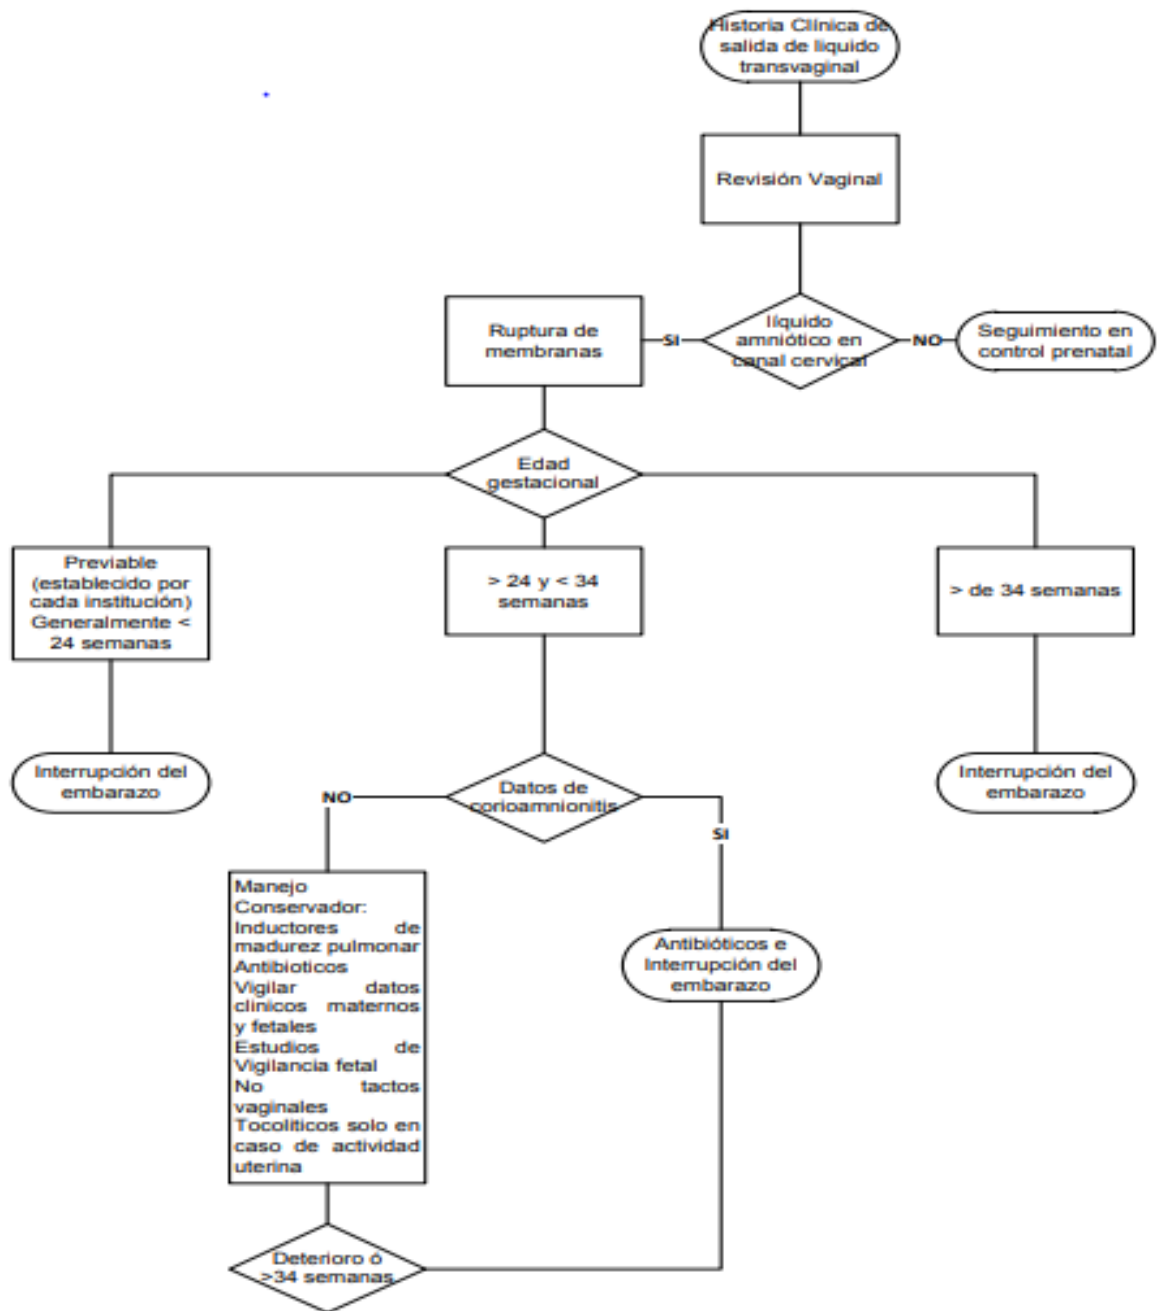 Historia Clínica de
salida de liquido
transvaginal
Revisión Vaginal
Ruptura de
membranas
SI
líquido
amniótico en
canal cervical
NO
Seguimiento en
control prenatal
Edad
gestacional
Previable
(establecido por
cada institución)
Generalmente <
24 semanas
> 24 y < 34
semanas
> de 34 semanas
Interrupción del
embarazo
Datos de
corioamnionitis
Interrupción del
embarazo
NO
SI
Manejo
Conservador:
Inductores de
madurez pulmonar
Antibioticos
Vigilar datos
clinicos maternos
y fetales
Estudios de
Vigilancia fetal
No tactos
vaginales
Tocoliticos solo en
caso de actividad
uterina
Antibióticos e
Interrupción del
embarazo
Deterioro ó
>34 semanas